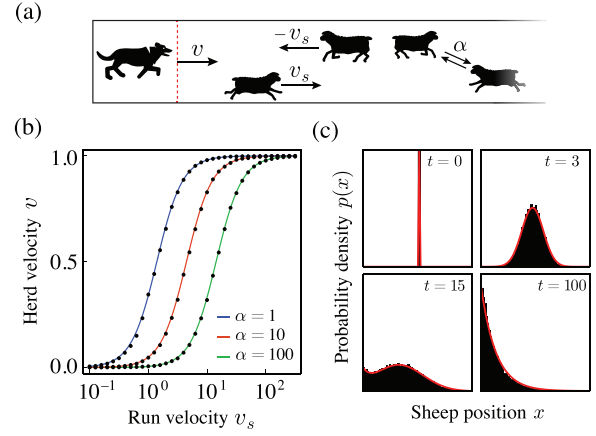 (a)
v
−v_s
v_s
α
(b)
Herd velocity v
1.0
0.5
0.0
α = 1
α = 10
α = 100
10^{−1}
10^0
10^1
10^2
Run velocity v_s
(c)
Probability density p(x)
t = 0
t = 3
t = 15
t = 100
Sheep position x